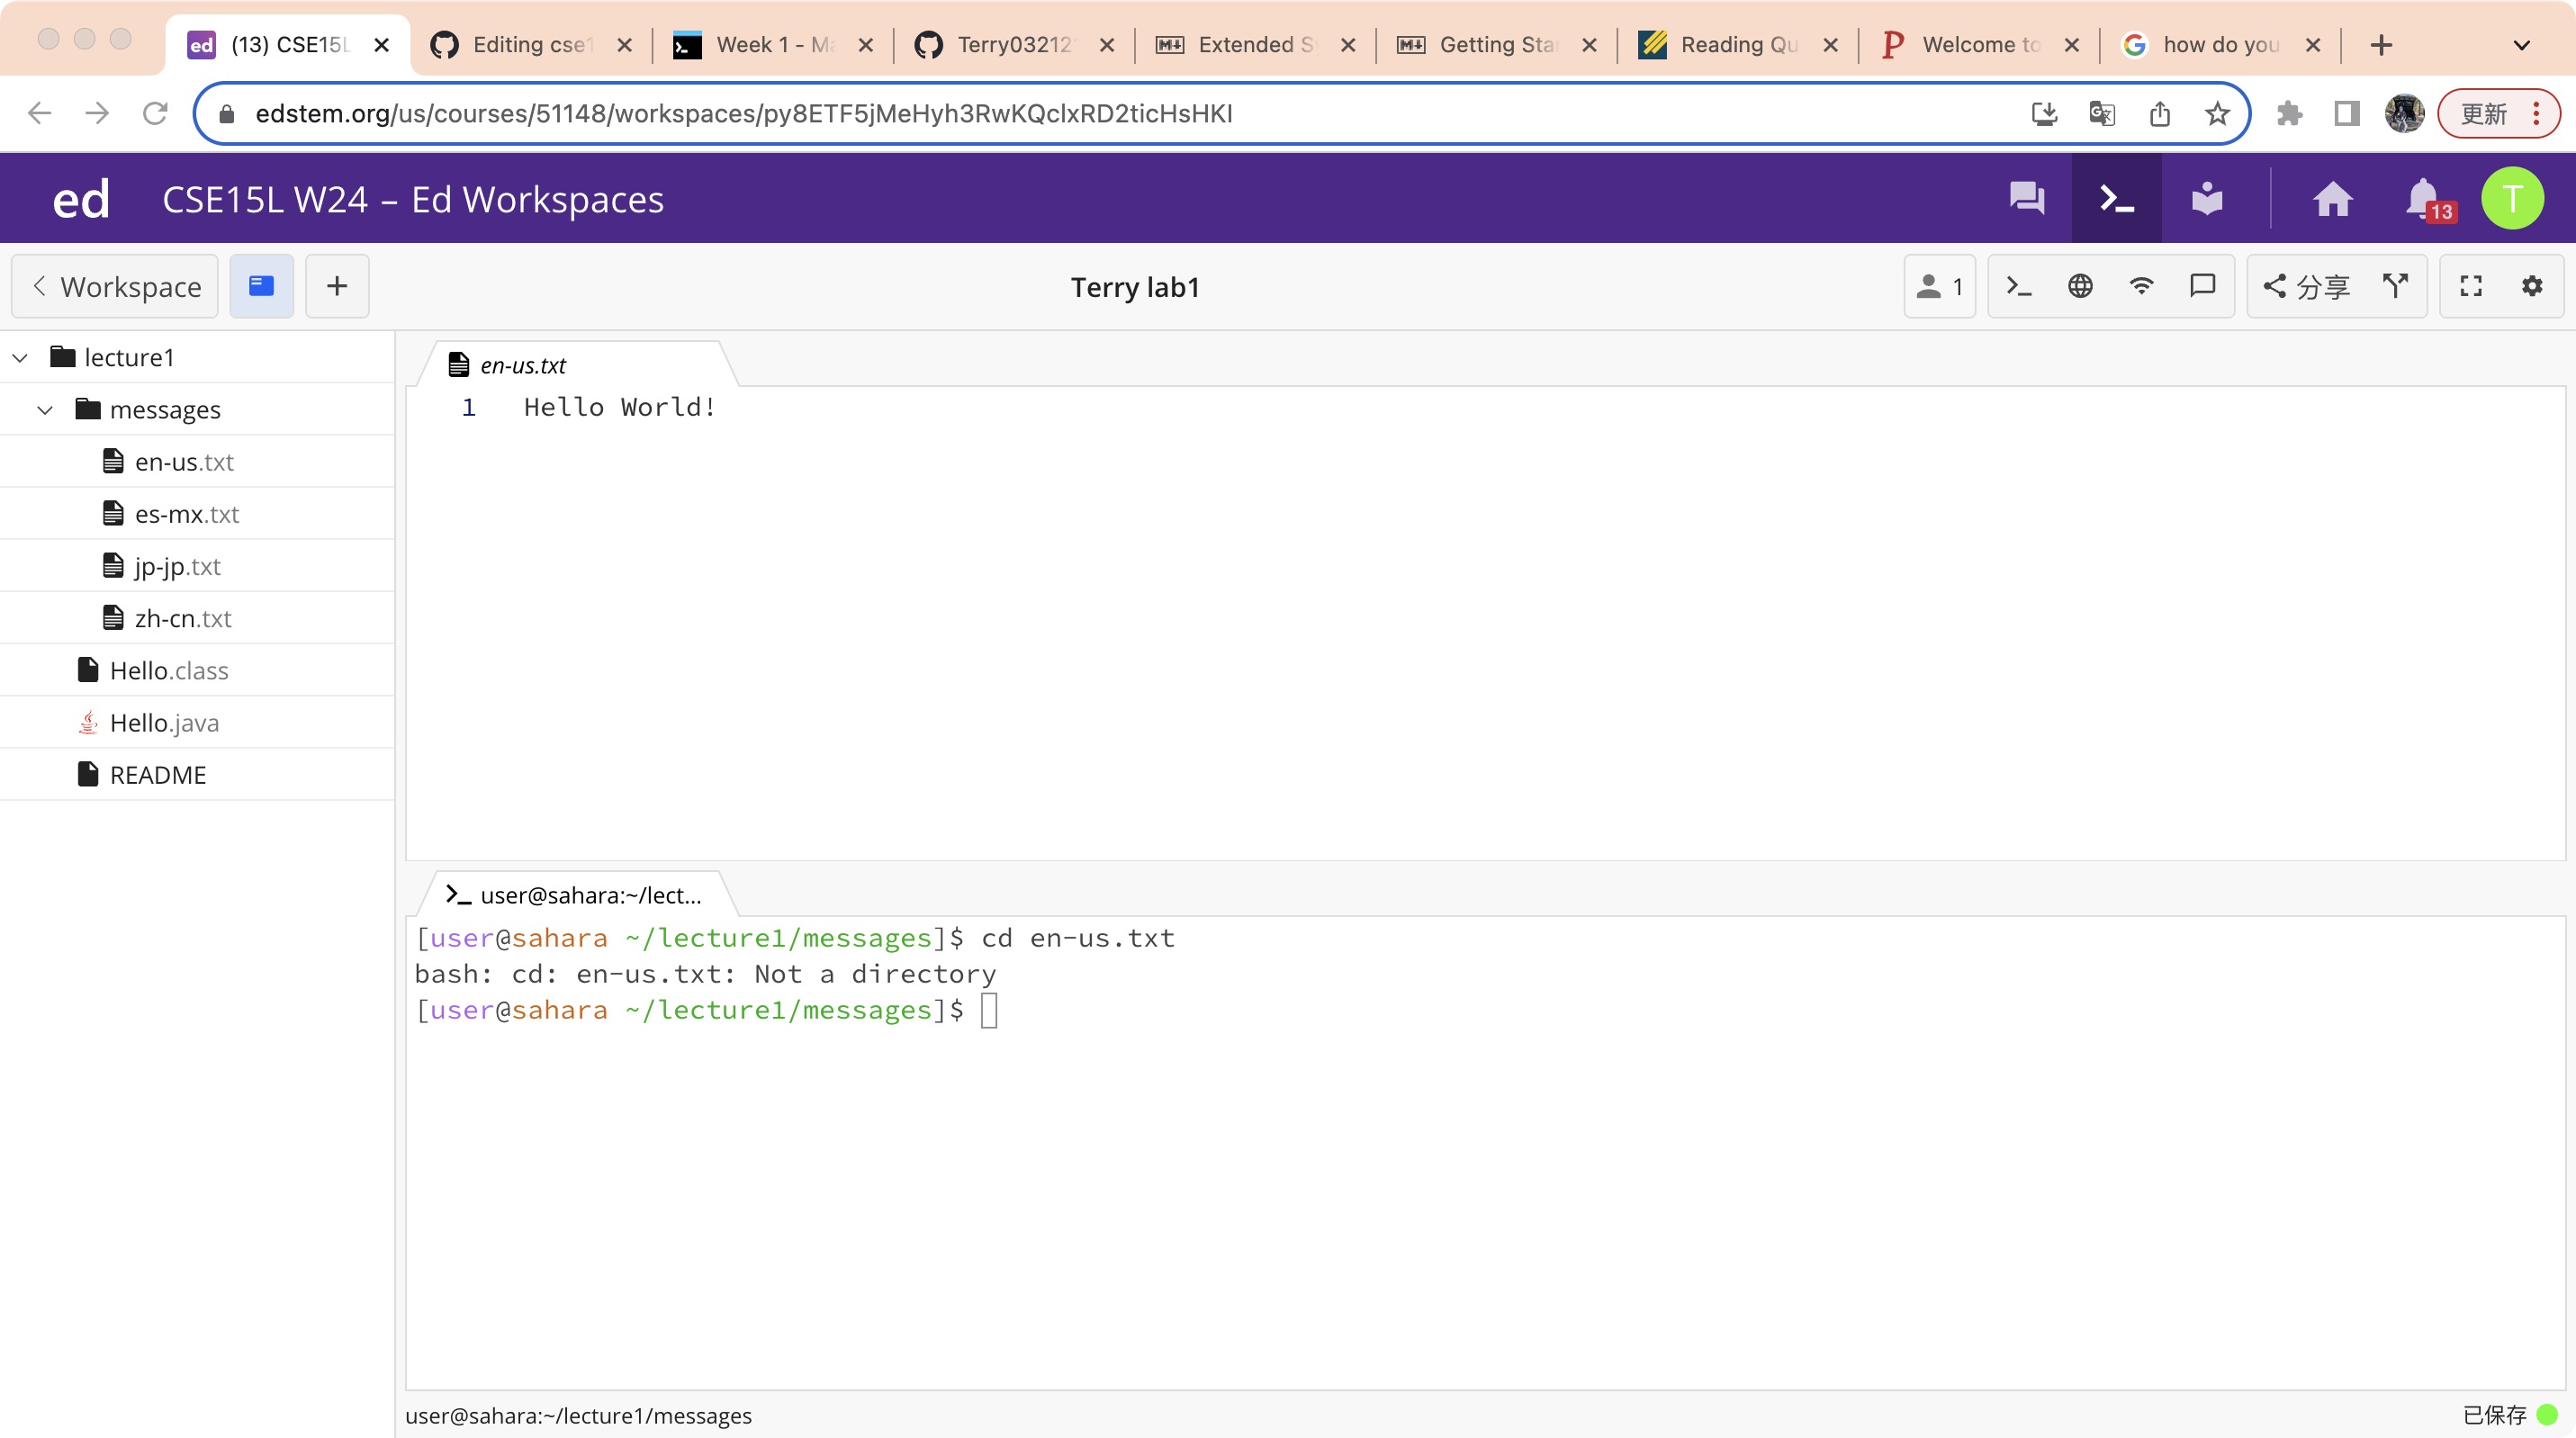 (13) CSE15L
Editing cse1
Week 1 - Ma
Terry03212
Extended S
Getting Sta
Reading Qu
Welcome to
how do you
edstem.org/us/courses/51148/workspaces/py8ETF5jMeHyh3RwKQclxRD2ticHsHKI
更新
ed
CSE15L W24 – Ed Workspaces
13
T
Workspace
Terry lab1
1
分享
lecture1
messages
en-us.txt
es-mx.txt
jp-jp.txt
zh-cn.txt
Hello.class
Hello.java
README
en-us.txt
1 Hello World!
user@sahara:~/lect...
[user@sahara ~/lecture1/messages]$ cd en-us.txt
bash: cd: en-us.txt: Not a directory
[user@sahara ~/lecture1/messages]$
user@sahara:~/lecture1/messages
已保存